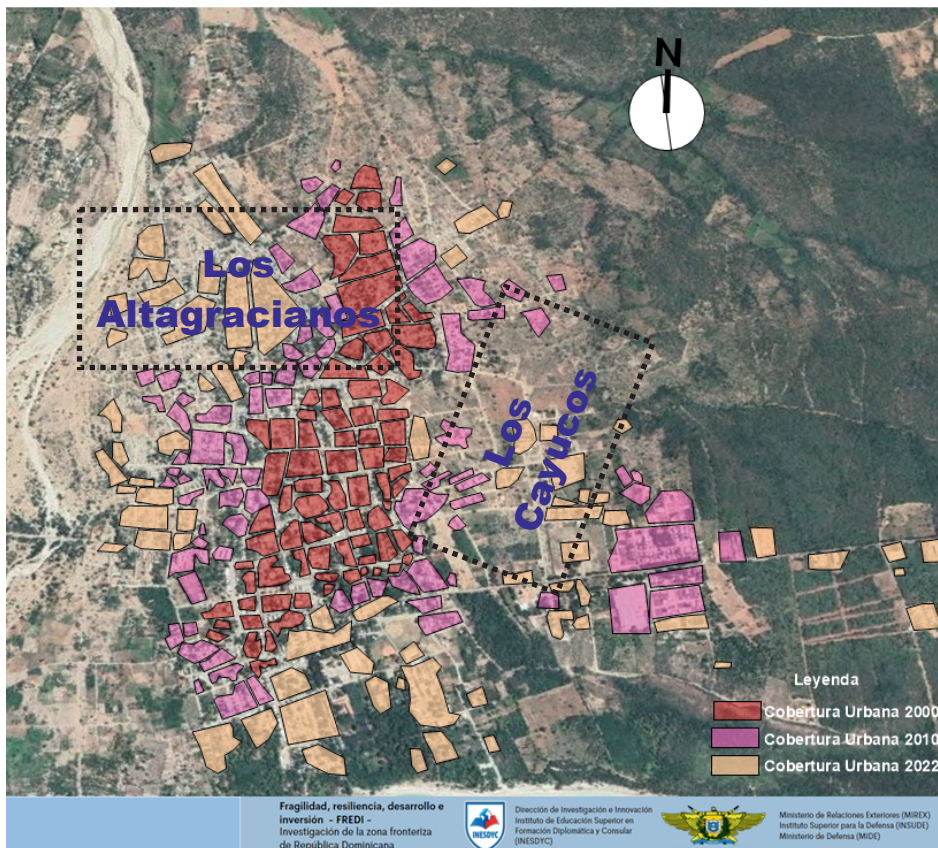 N
Los
Altagracianos
Los
Cayucos
Leyenda
Cobertura Urbana 2000
Cobertura Urbana 2010
Cobertura Urbana 2022
Fragilidad, resiliencia, desarrollo e
inversión - FREDI -
Investigación de la zona fronteriza
de República Dominicana
INESDYC
Dirección de Investigación e Innovación
Instituto de Educación Superior en
Formación Diplomática y Consular
(INESDYC)
Ministerio de Relaciones Exteriores (MIREX)
Instituto Superior para la Defensa (INSUDE)
Ministerio de Defensa (MIDE)